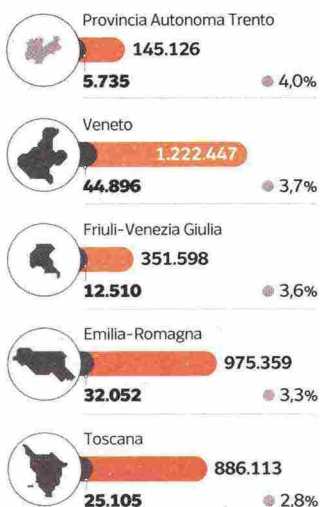 Provincia Autonoma Trento
145.126
5.735 4,0%
Veneto
1.222.447
44.896 3,7%
Friuli-Venezia Giulia
351.598
12.510 3,6%
Emilia-Romagna
975.359
32.052 3,3%
Toscana
886.113
25.105 2,8%